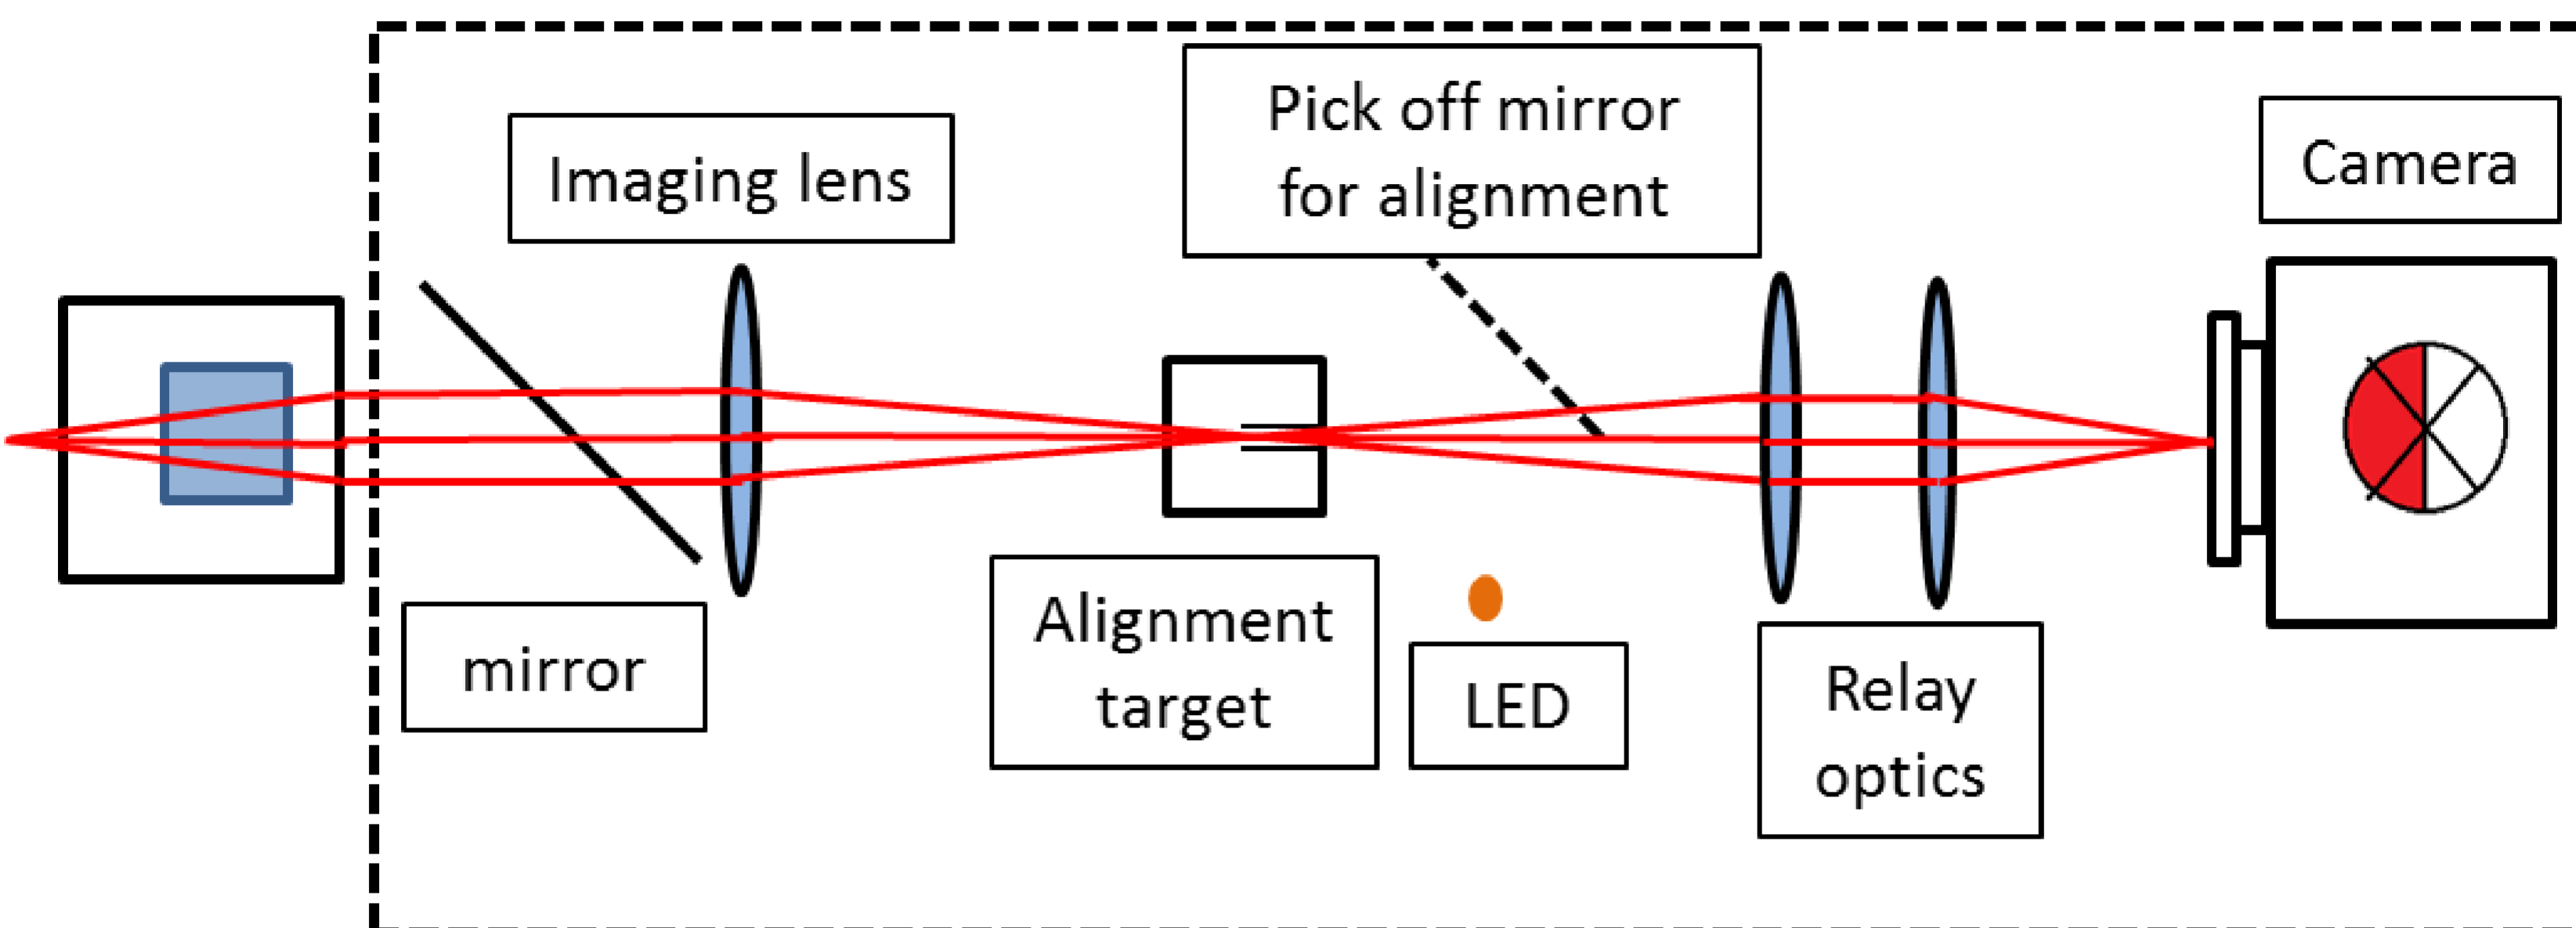 Pick off mirror
for alignment
Camera
Imaging lens
mirror
Alignment
target
LED
Relay
optics